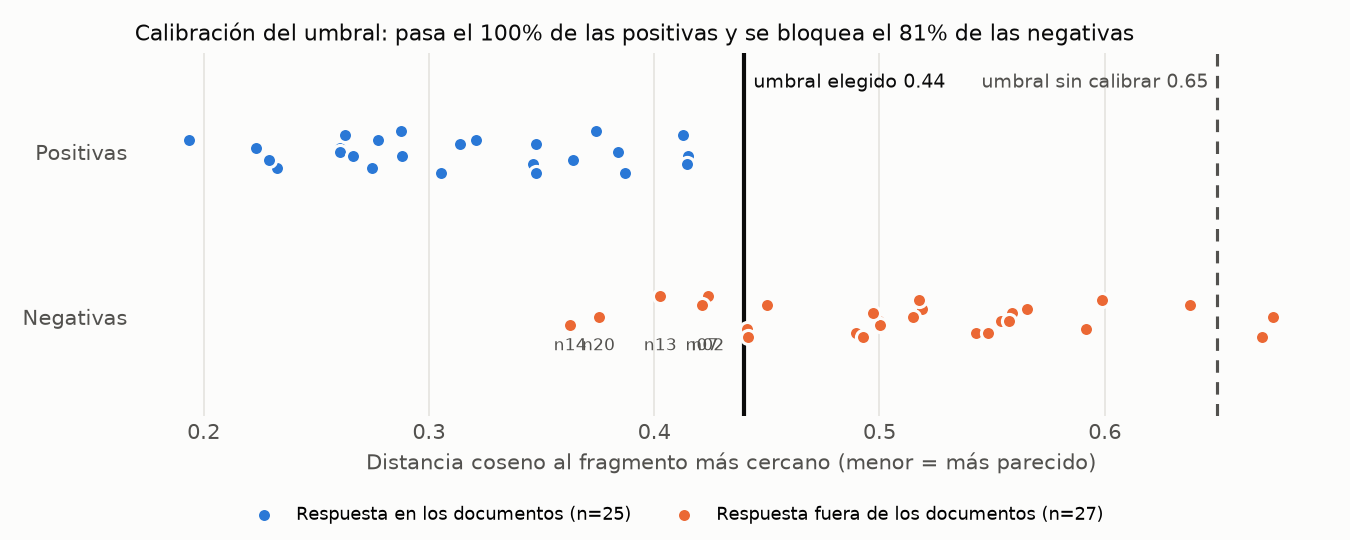 Calibración del umbral: pasa el 100% de las positivas y se bloquea el 81% de las negativas
umbral elegido 0.44
umbral sin calibrar 0.65
Positivas
Negativas
n14
n20
n13
0.2
0.3
0.4
0.5
0.6
Distancia coseno al fragmento más cercano (menor = más parecido)
Respuesta en los documentos (n=25)
Respuesta fuera de los documentos (n=27)